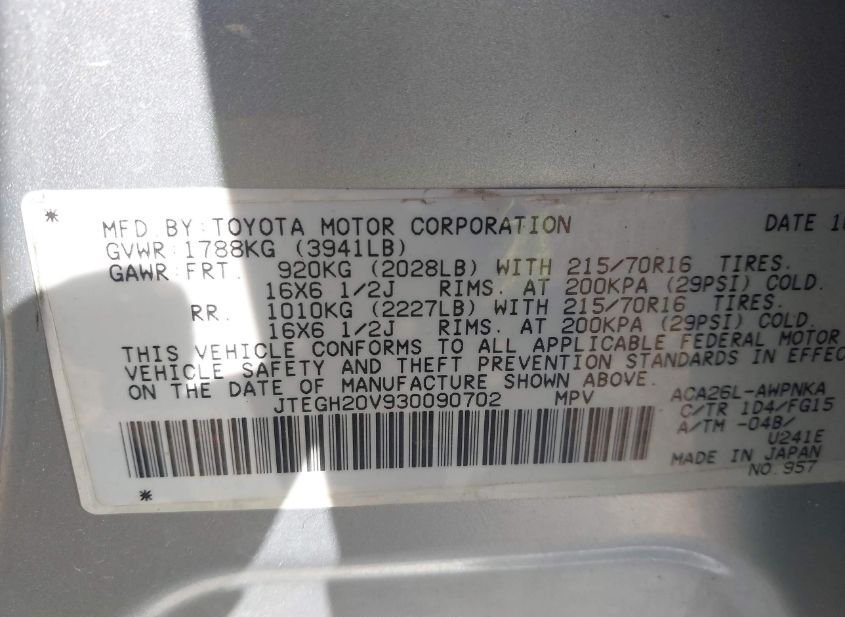 MFD. BY: TOYOTA MOTOR CORPORATION DATE 10
GVWR: 1788KG (3941LB)
GAWR: FRT. 920KG (2028LB) WITH 215/70R16 TIRES.
16X6 1/2J RIMS. AT 200KPA (29PSI) COLD.
RR. 1010KG (2227LB) WITH 215/70R16 TIRES.
16X6 1/2J RIMS. AT 200KPA (29PSI) COLD.
THIS VEHICLE CONFORMS TO ALL APPLICABLE FEDERAL MOTOR
VEHICLE SAFETY AND THEFT PREVENTION STANDARDS IN EFFEC
ON THE DATE OF MANUFACTURE SHOWN ABOVE.
JTEGH20V930090702 MPV
ACA26L-AWPNKA
C/TR 1D4/FG15
A/TM -04B/
U241E
MADE IN JAPAN
NO.957